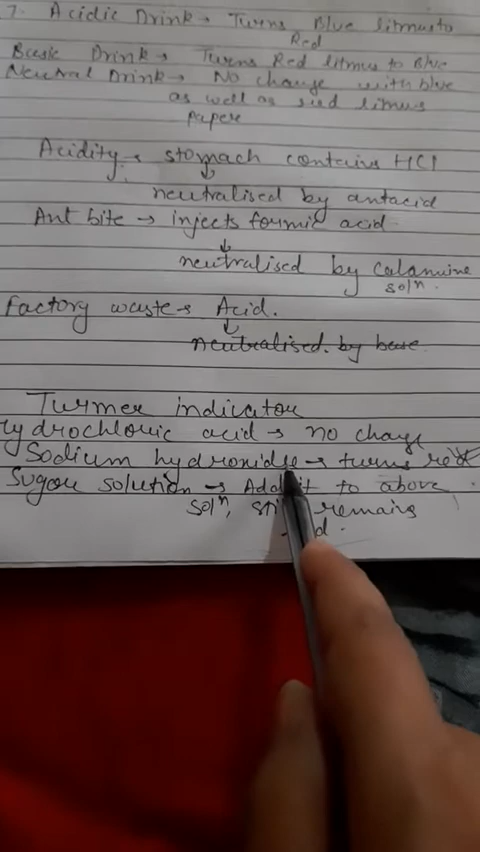 7. Acidic Drink → Turns Blue litmus to
Red
Basic Drink → Turns Red litmus to Blue
Neutral Drink → No change with blue
as well as red litmus
papers
Acidity → stomach contains HCl
↓
neutralised by antacid
Ant bite → injects formic acid
↓
neutralised by calamine
solⁿ.
Factory waste → Acid.
↓
neutralised by base
Turmer indicator
hydrochloric acid → no change
Sodium hydroxide → turns red
Sugar solution → Add it to above
solⁿ, remains